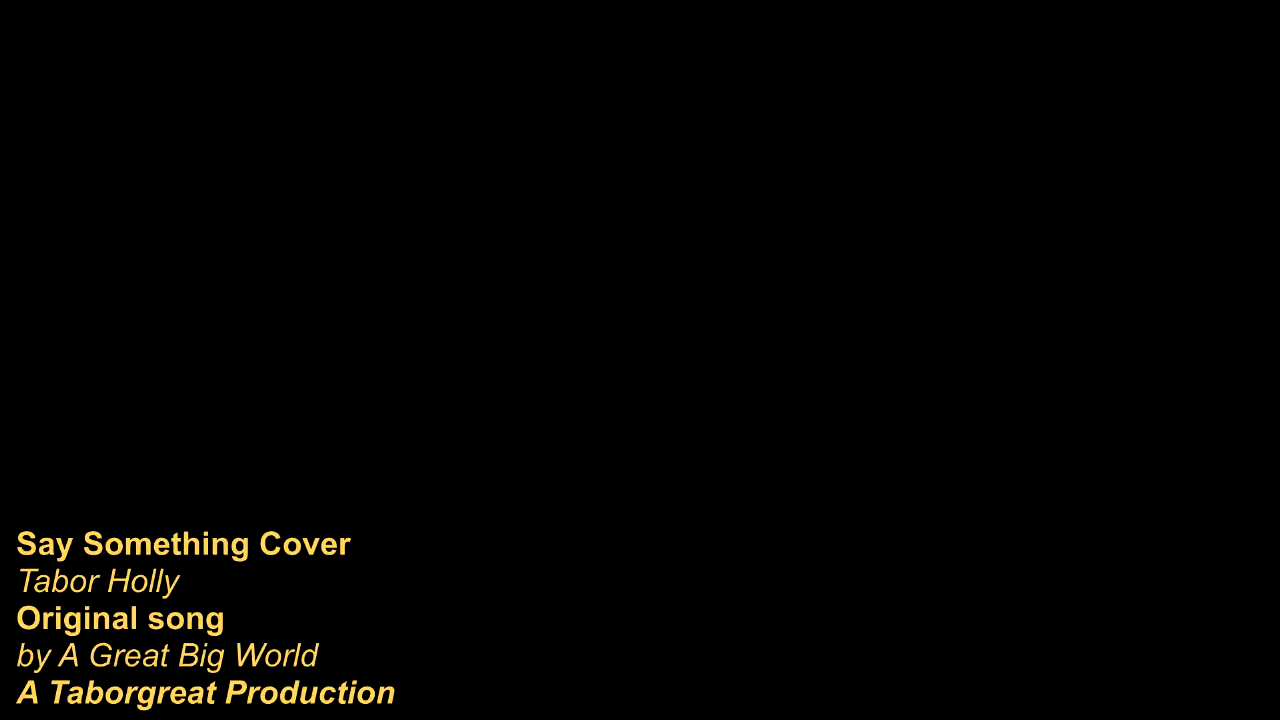 Say Something Cover
Tabor Holly
Original song
by A Great Big World
A Taborgreat Production